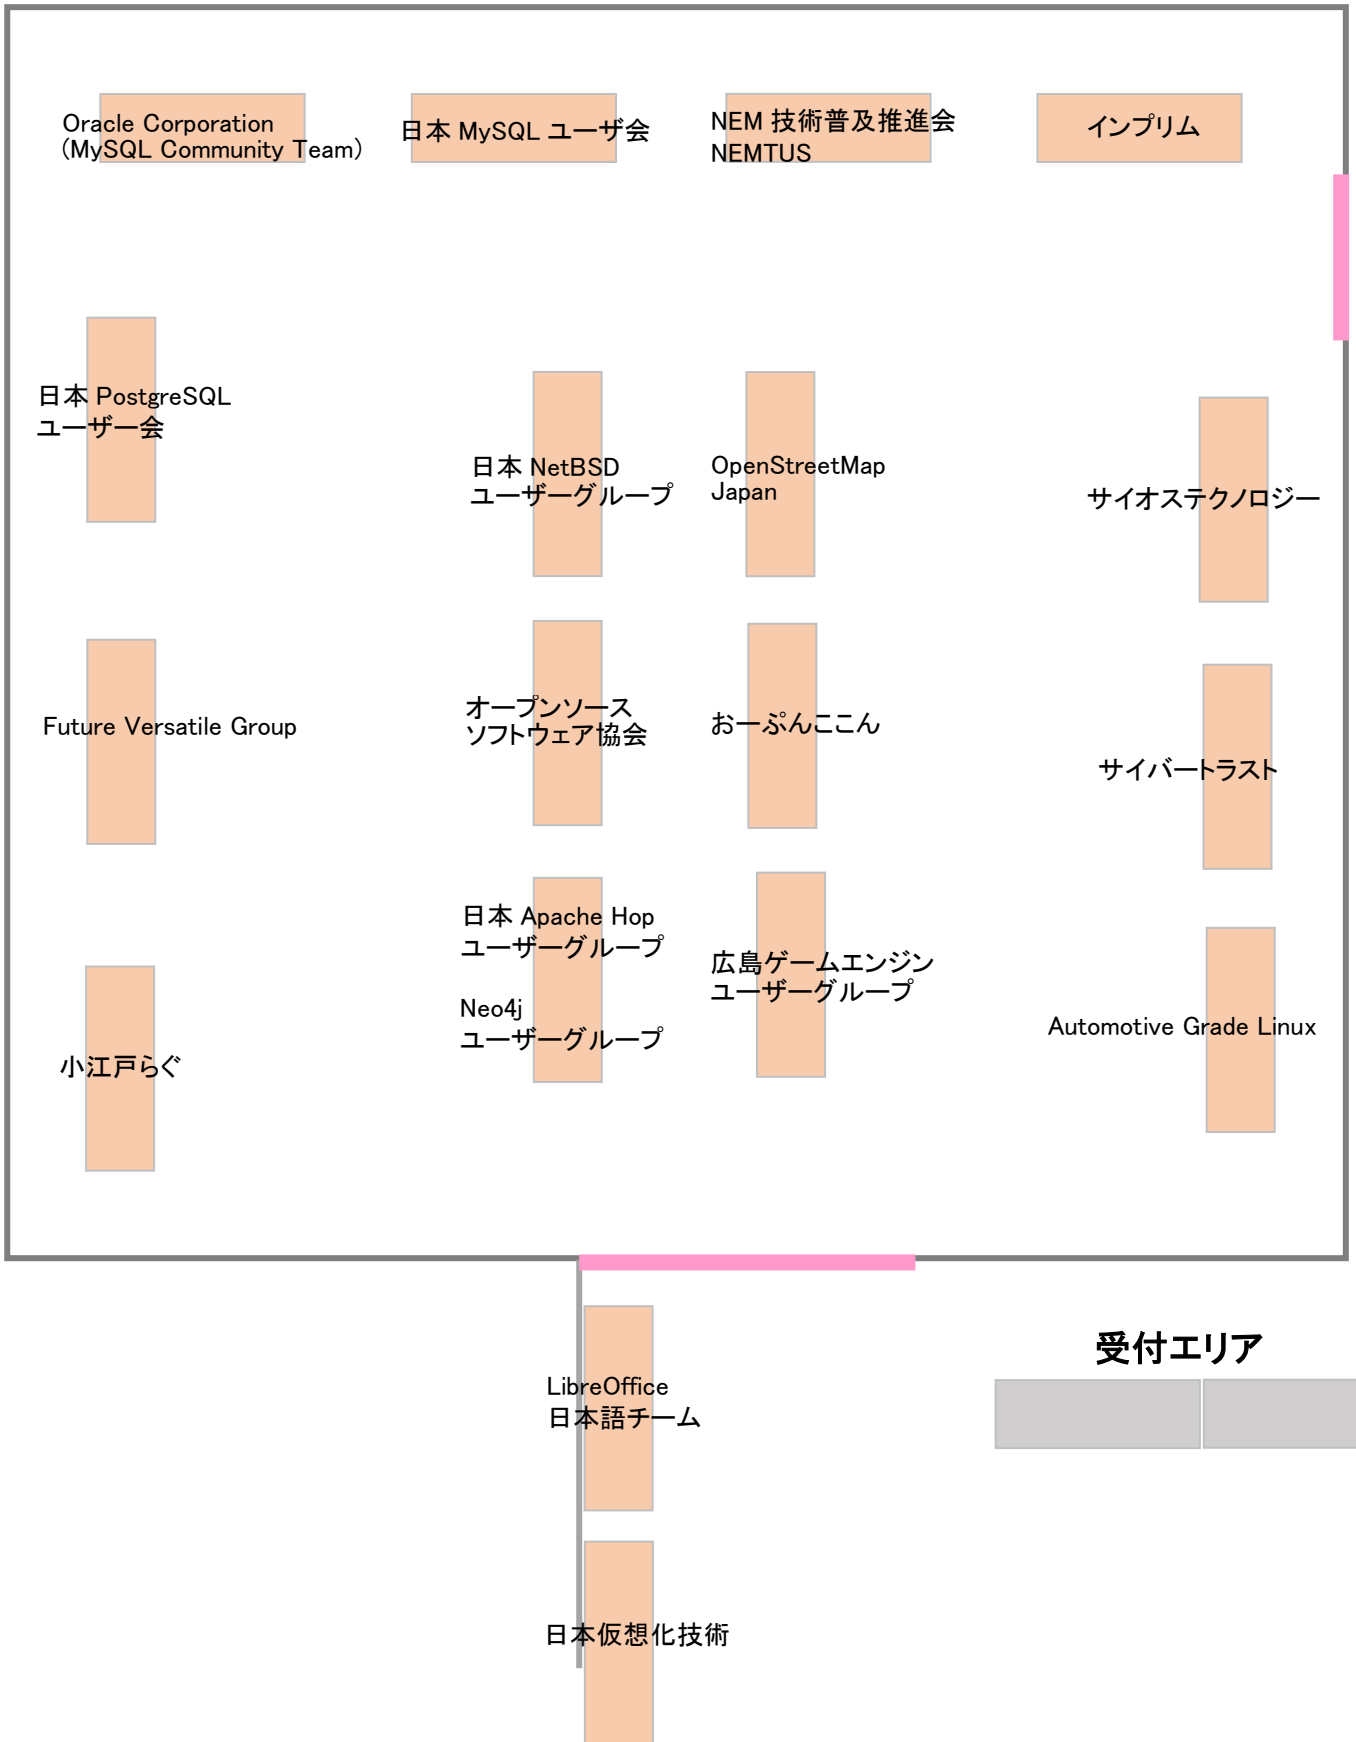 Oracle Corporation
(MySQL Community Team)
日本 MySQL ユーザ会
NEM 技術普及推進会
NEMTUS
インプリム
日本 PostgreSQL
ユーザー会
日本 NetBSD
ユーザーグループ
OpenStreetMap
Japan
サイオステクノロジー
Future Versatile Group
オープンソース
ソフトウェア協会
おーぷんここん
サイバートラスト
日本 Apache Hop
ユーザーグループ
Neo4j
ユーザーグループ
広島ゲームエンジン
ユーザーグループ
Automotive Grade Linux
小江戸らぐ
受付エリア
LibreOffice
日本語チーム
日本仮想化技術